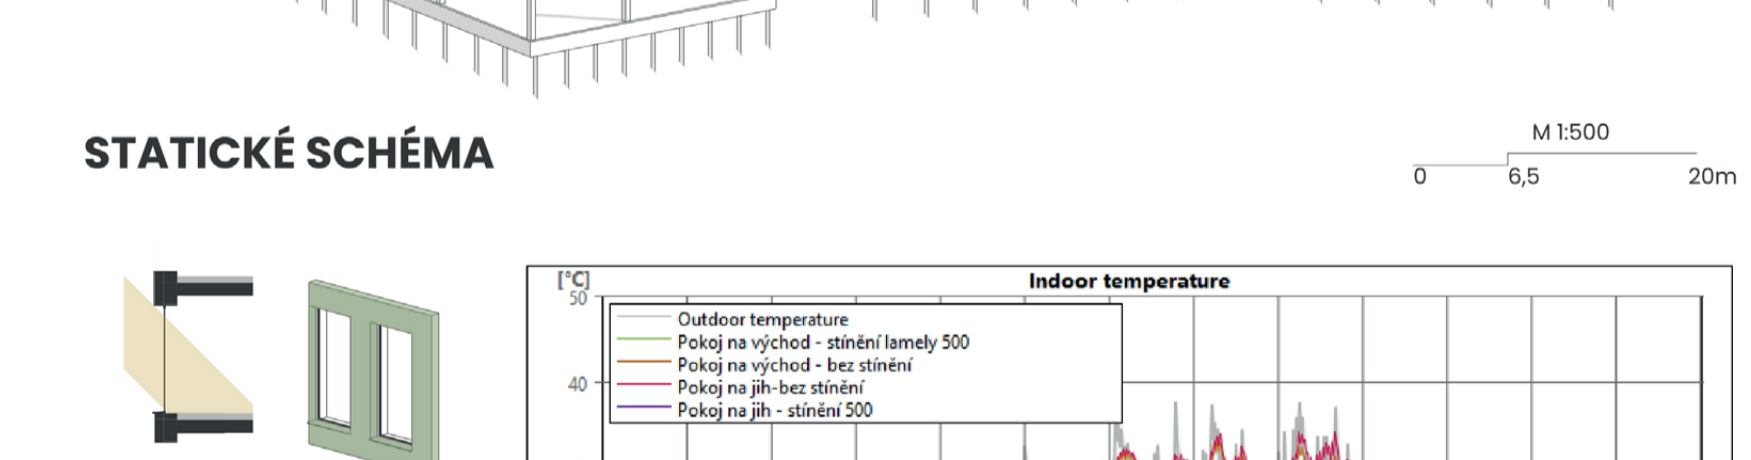 STATICKÉ SCHÉMA
M 1:500
0 6,5 20m
[°C] Indoor temperature
50
Outdoor temperature
Pokoj na východ - stínění lamely 500
Pokoj na východ - bez stínění
40
Pokoj na jih-bez stínění
Pokoj na jih - stínění 500